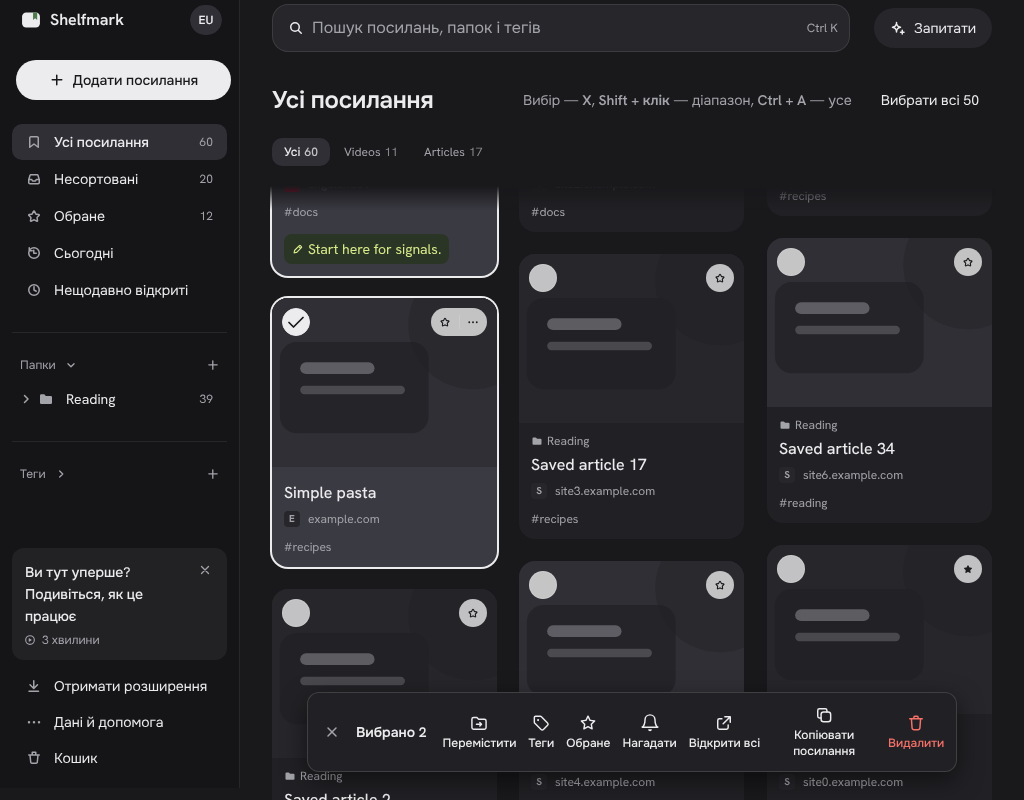 Shelfmark
EU
Додати посилання
Усі посилання 60
Несортовані 20
Обране 12
Сьогодні
Нещодавно відкриті
Папки
Reading 39
Теги
Ви тут уперше?
Подивіться, як це
працює
3 хвилини
Отримати розширення
Дані й допомога
Кошик
Пошук посилань, папок і тегів
Ctrl K
Запитати
Усі посилання
Вибір — X, Shift + клік — діапазон, Ctrl + A — усе
Вибрати всі 50
Усі 60
Videos 11
Articles 17
#docs
Start here for signals.
Simple pasta
E example.com
#recipes
Reading
Saved article 2
#docs
Reading
Saved article 17
S site3.example.com
#recipes
S site4.example.com
#recipes
Reading
Saved article 34
S site6.example.com
#reading
S site0.example.com
Вибрано 2
Перемістити
Теги
Обране
Нагадати
Відкрити всі
Копіювати
посилання
Видалити